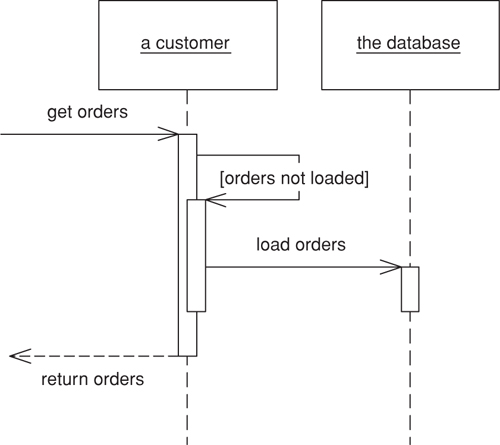 a customer
the database
get orders
[orders not loaded]
load orders
return orders